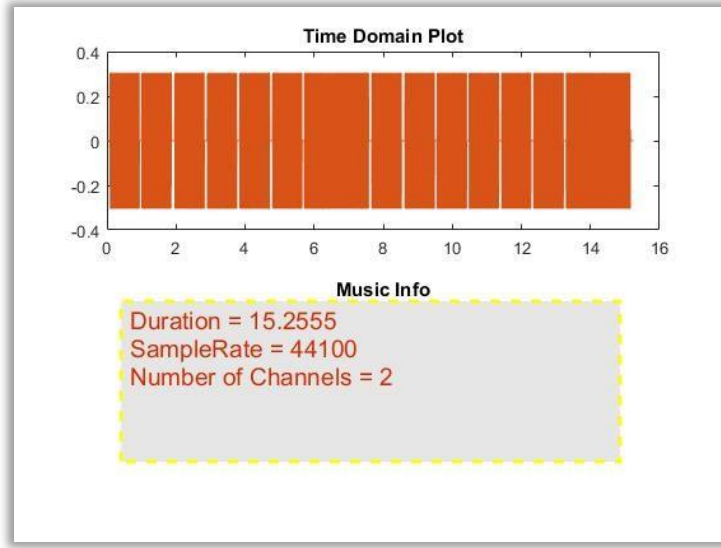 Time Domain Plot
0.4
0.2
0
-0.2
-0.4
0 2 4 6 8 10 12 14 16
Music Info
Duration = 15.2555
SampleRate = 44100
Number of Channels = 2